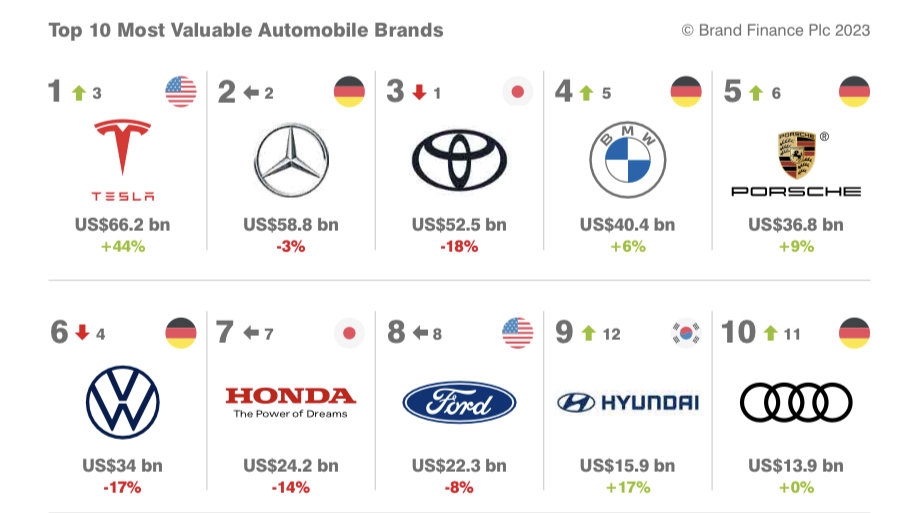 Top 10 Most Valuable Automobile Brands
© Brand Finance Plc 2023
1 3
2 2
3 1
4 5
5 6
TESLA
BMW
PORSCHE
®
PORSCHE
US$66.2 bn
US$58.8 bn
US$52.5 bn
US$40.4 bn
US$36.8 bn
+44%
-3%
-18%
+6%
+9%
6 4
7 7
8 8
9 12
10 11
HONDA
The Power of Dreams
Ford
HYUNDAI
US$34 bn
US$24.2 bn
US$22.3 bn
US$15.9 bn
US$13.9 bn
-17%
-14%
-8%
+17%
+0%